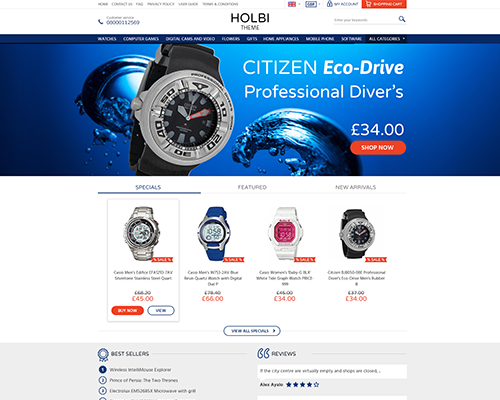 HOME CONTACT US FAQ PRIVACY POLICY USER GUIDE TERMS & CONDITIONS
GBP MY ACCOUNT SHOPPING CART
Customer service
08000112569
HOLBI
THEME
Enter your keywords
WATCHES COMPUTER GAMES DIGITAL CAMS AND VIDEO FLOWERS GIFTS HOME APPLIANCES MOBILE PHONE SOFTWARE ALL CATEGORIES
CITIZEN Eco-Drive
Professional Diver's
£34.00
SHOP NOW
SPECIALS FEATURED NEW ARRIVALS
% SALE % % SALE % % SALE % % SALE %
Casio Men's Edifice EFA121D-1AV
Silvertone Stainless Steel Quart
£68.20
£45.00
BUY NOW VIEW
Casio Men's W753-2AV Blue
Resin Quartz Watch with Digital
Dial P
£78.40
£66.00
Casio Women's 'Baby-G BLX'
White Tide Graph Watch
-999
£45.00
£34.00
Citizen BJ8050-08E Professional
Diver's Eco-Drive Men's Rubber
£37.00
£34.00
VIEW ALL SPECIALS
BEST SELLERS
1 Wireless IntelliMouse Explorer
2 Prince of Persia: The Two Thrones
3 Electrolux EMS2685X Microwave with grill
REVIEWS
If the city centre are virtually empty and shops are closed, ..
Alex Ayalo